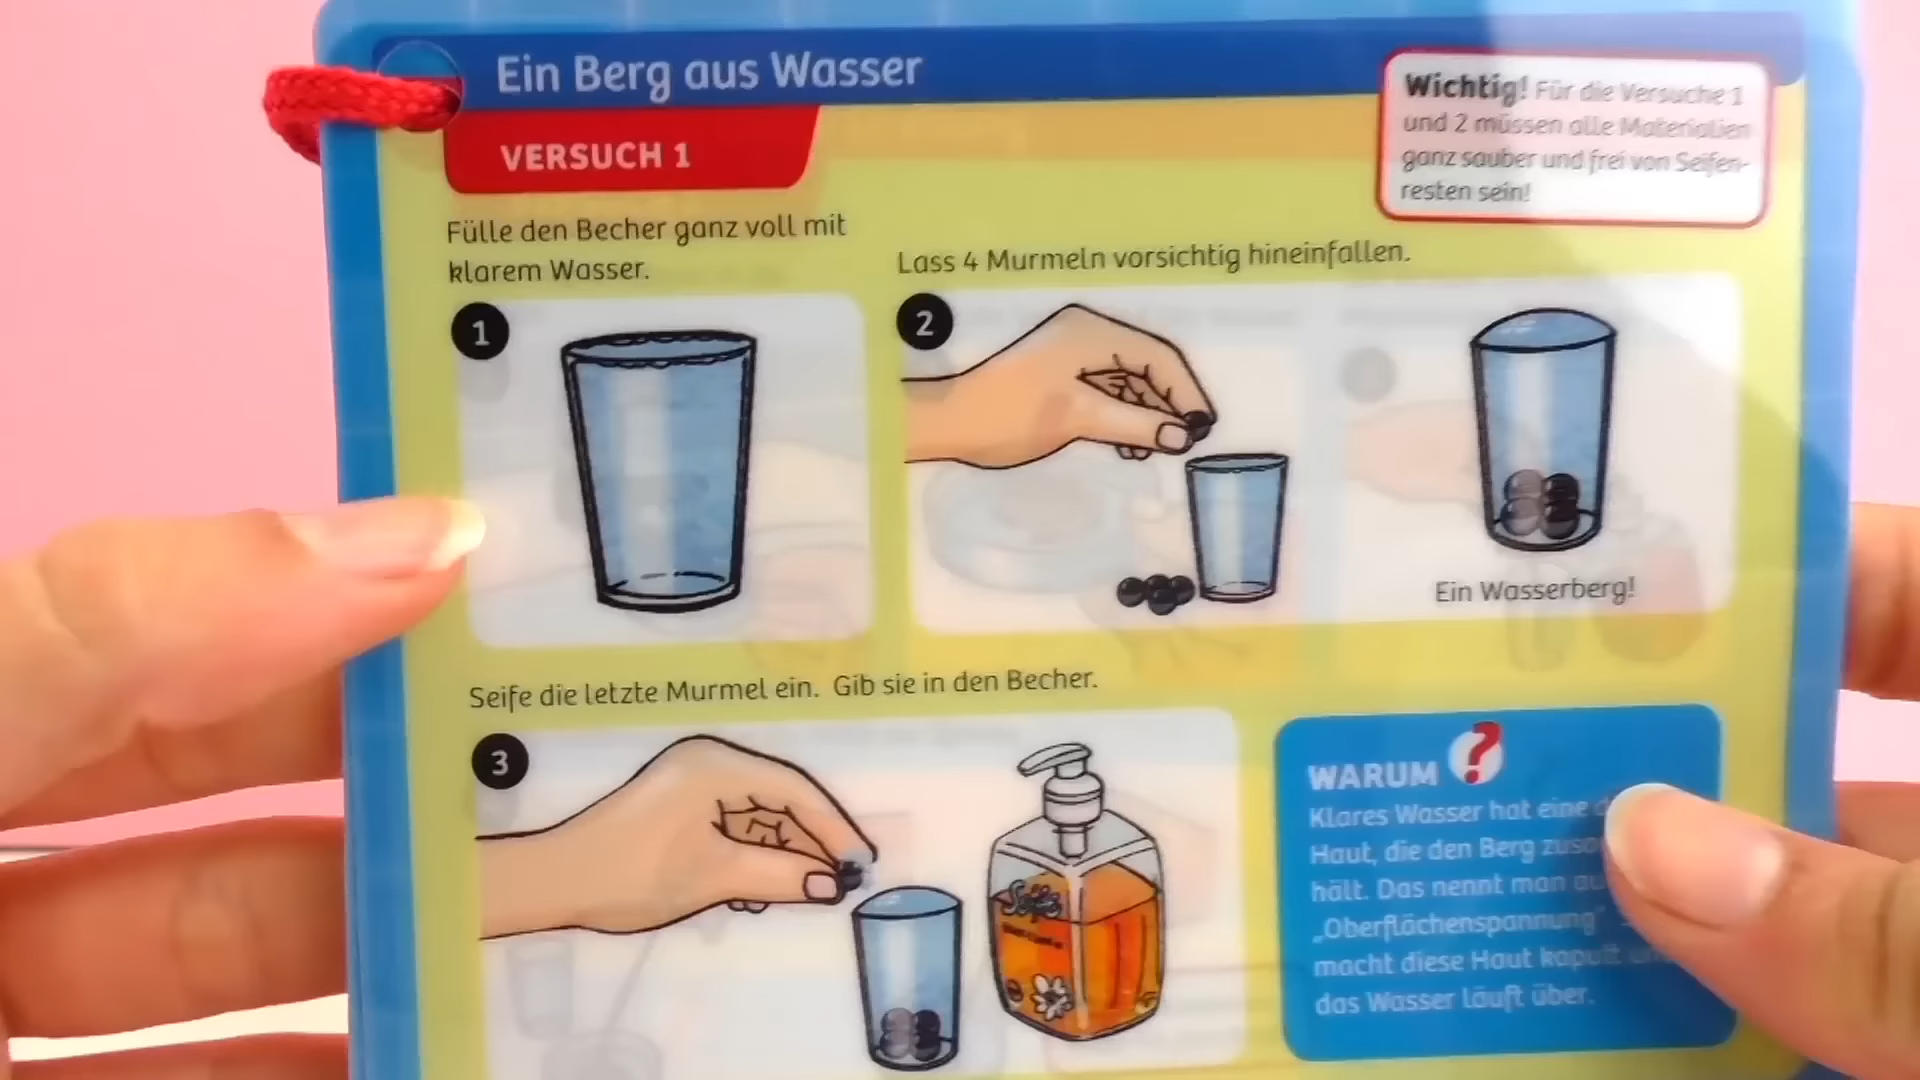 Ein Berg aus Wasser
VERSUCH 1
Wichtig! Für die Versuche 1
und 2 müssen alle Materialien
ganz sauber und frei von Seifen-
resten sein!
Fülle den Becher ganz voll mit
klarem Wasser.
Lass 4 Murmeln vorsichtig hineinfallen.
1
2
Ein Wasserberg!
Seife die letzte Murmel ein. Gib sie in den Becher.
3
Seife
WARUM ?
Klares Wasser hat eine
Haut, die den Berg
hält. Das nennt man
„Oberflächenspannung“
macht diese Haut kaputt
das Wasser läuft über.